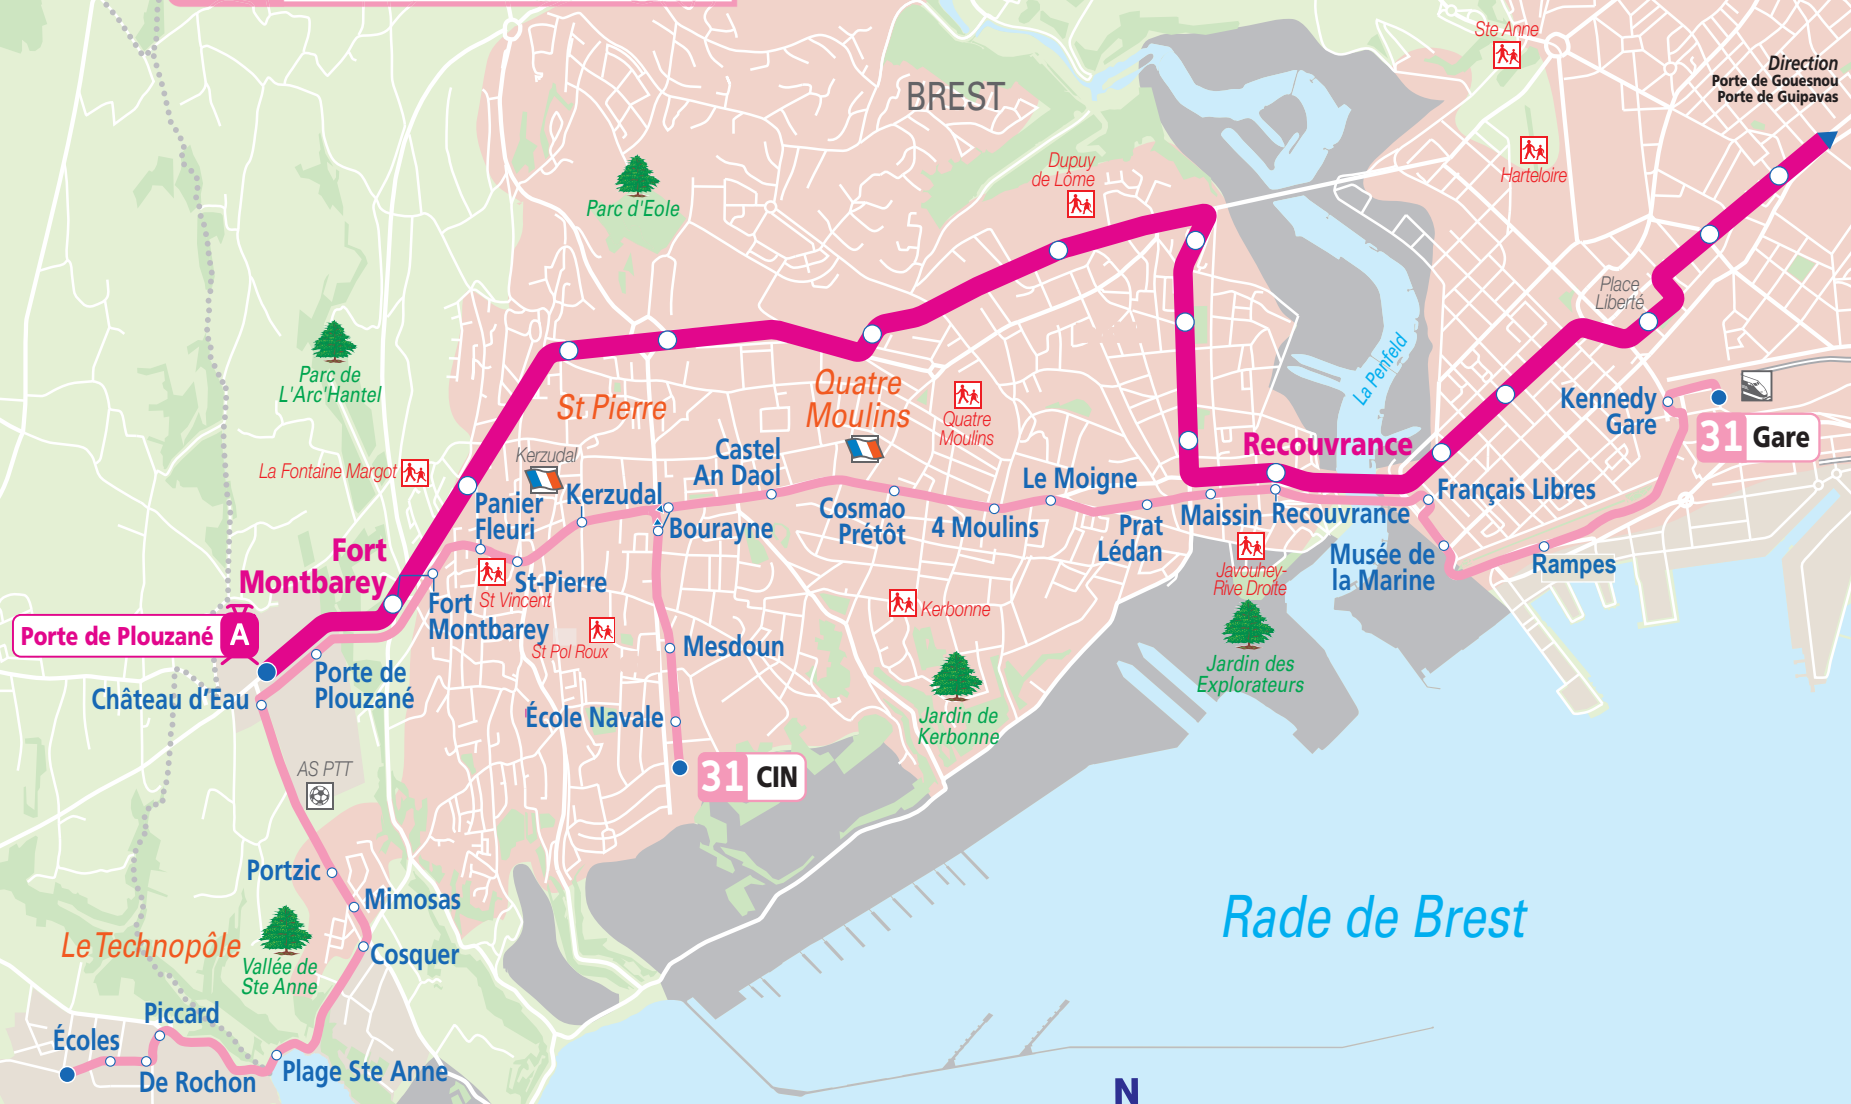 Ste Anne
Direction
Porte de Gouesnou
Porte de Guipavas
BREST
Dupuy
de Lôme
Harteloire
Parc d'Eole
Place
Liberté
La Penfeld
Parc de
L'Arc'Hantel
St Pierre
Quatre
Moulins
Quatre
Moulins
Kennedy
Gare
31 Gare
La Fontaine Margot
Kerzudal
Castel
An Daol
Recouvrance
Panier
Fleuri
Kerzudal
Bourayne
Cosmao
Prétôt
4 Moulins
Le Moigne
Prat
Lédan
Maissin
Recouvrance
Français Libres
Musée de
la Marine
Rampes
Fort
Montbarey
St-Pierre
St Vincent
Fort
Montbarey
St Pol Roux
Kerbonne
Javouhey-
Rive Droite
Porte de Plouzané A
Mesdoun
Jardin des
Explorateurs
Château d'Eau
Porte de
Plouzané
École Navale
Jardin de
Kerbonne
AS PTT
31 CIN
Portzic
Mimosas
Rade de Brest
Le Technopôle
Cosquer
Vallée de
Ste Anne
Piccard
Écoles
De Rochon
Plage Ste Anne
N